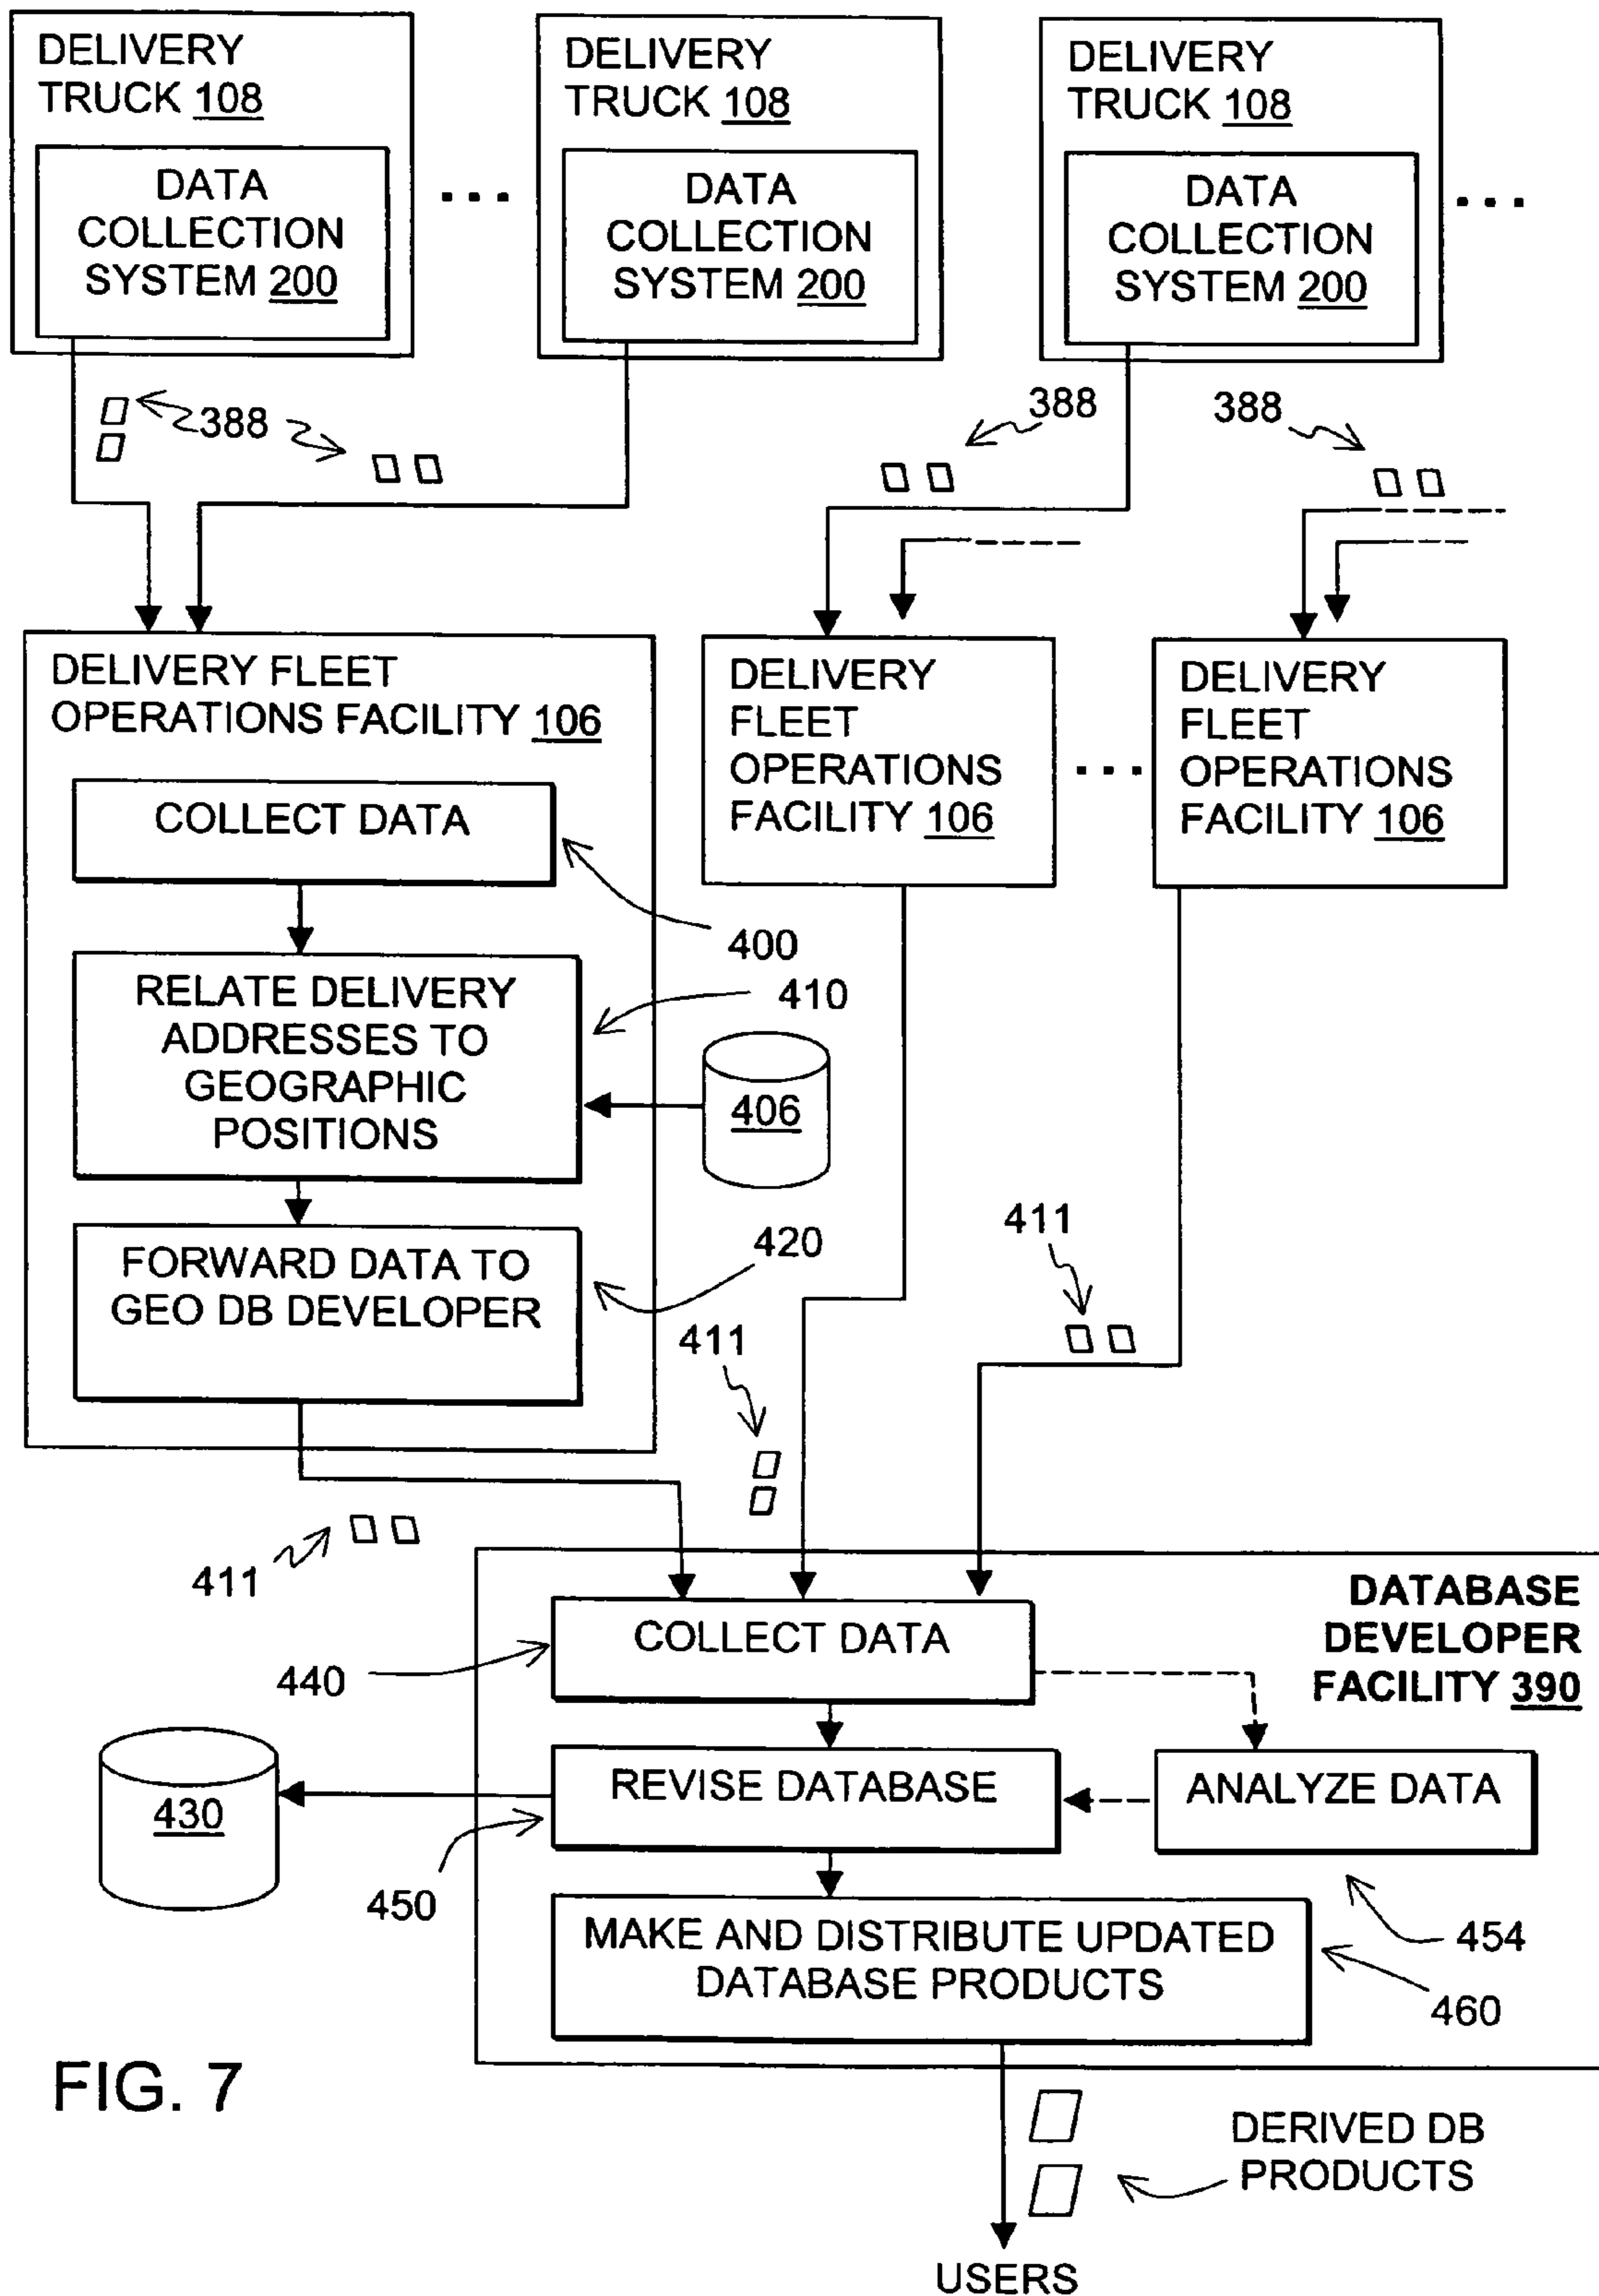 DELIVERY
TRUCK 108
DATA
COLLECTION
SYSTEM 200
...
DELIVERY
TRUCK 108
DATA
COLLECTION
SYSTEM 200
DELIVERY
TRUCK 108
DATA
COLLECTION
SYSTEM 200
...
388
388
388
DELIVERY FLEET
OPERATIONS FACILITY 106
COLLECT DATA
400
RELATE DELIVERY
ADDRESSES TO
GEOGRAPHIC
POSITIONS
410
406
FORWARD DATA TO
GEO DB DEVELOPER
420
DELIVERY
FLEET
OPERATIONS
FACILITY 106
...
DELIVERY
FLEET
OPERATIONS
FACILITY 106
411
411
411
DATABASE
DEVELOPER
FACILITY 390
COLLECT DATA
440
REVISE DATABASE
ANALYZE DATA
430
450
454
MAKE AND DISTRIBUTE UPDATED
DATABASE PRODUCTS
460
FIG. 7
DERIVED DB
PRODUCTS
USERS